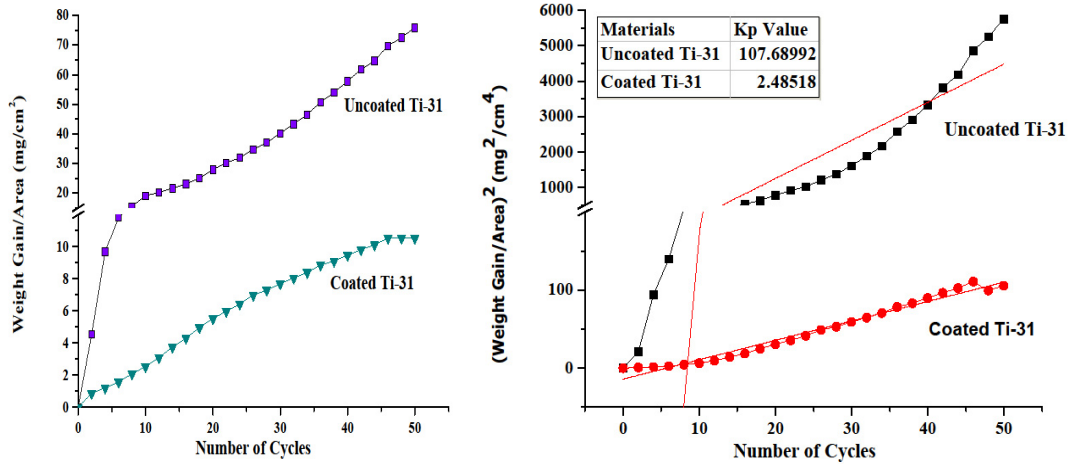 80
70
60
50
40
30
20
10
8
6
4
2
0
0 10 20 30 40 50
Weight Gain/Area (mg/cm²)
Number of Cycles
Uncoated Ti-31
Coated Ti-31
6000
5000
4000
3000
2000
1000
100
0
0 10 20 30 40 50
(Weight Gain/Area)² (mg²/cm⁴)
Number of Cycles
Materials Kp Value
Uncoated Ti-31 107.68992
Coated Ti-31 2.48518
Uncoated Ti-31
Coated Ti-31